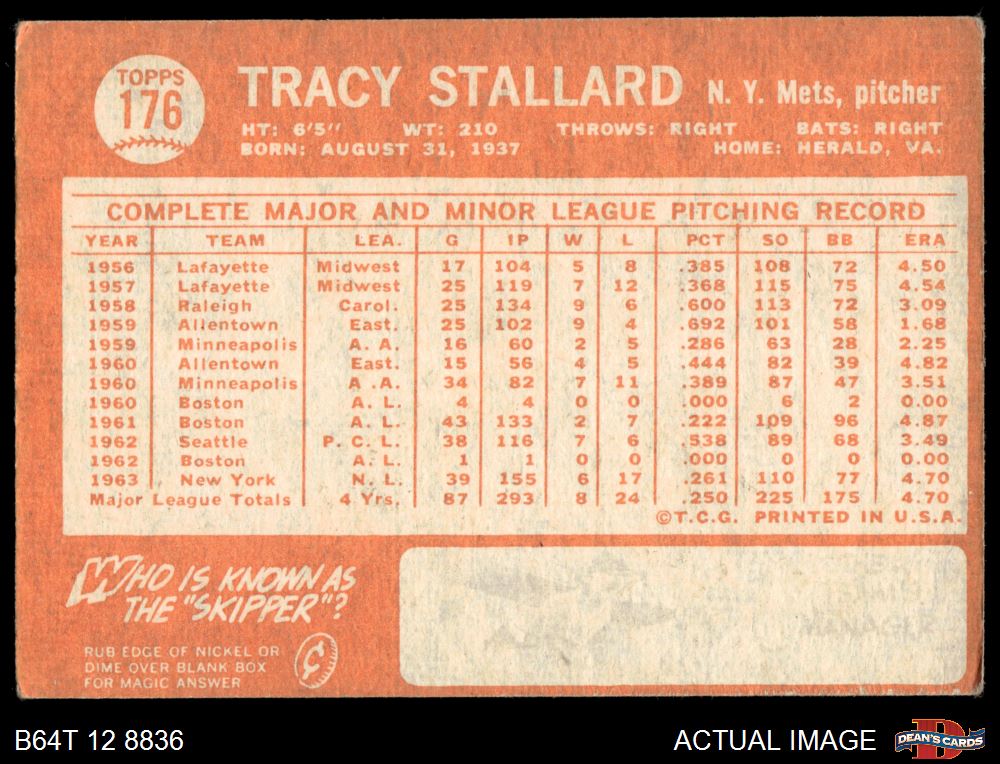 TOPPS
176
TRACY STALLARD N. Y. Mets, pitcher
HT: 6'5" WT: 210 THROWS: RIGHT BATS: RIGHT
BORN: AUGUST 31, 1937 HOME: HERALD, VA.
COMPLETE MAJOR AND MINOR LEAGUE PITCHING RECORD
YEAR TEAM LEA. G IP W L PCT SO BB ERA
1956 Lafayette Midwest 17 104 5 8 .385 108 72 4.50
1957 Lafayette Midwest 25 119 7 12 .368 115 75 4.54
1958 Raleigh Carol. 25 134 9 6 .600 113 72 3.09
1959 Allentown East. 25 102 9 4 .692 101 58 1.68
1959 Minneapolis A. A. 16 60 2 5 .286 63 28 2.25
1960 Allentown East. 15 56 4 5 .444 82 39 4.82
1960 Minneapolis A .A. 34 82 7 11 .389 87 47 3.51
1960 Boston A. L. 4 4 0 0 .000 6 2 0.00
1961 Boston A. L. 43 133 2 7 .222 109 96 4.87
1962 Seattle P. C. L. 38 116 7 6 .538 89 68 3.49
1962 Boston A. L. 1 1 0 0 .000 0 0 0.00
1963 New York N. L. 39 155 6 17 .261 110 77 4.70
Major League Totals 4 Yrs. 87 293 8 24 .250 225 175 4.70
©T.C.G. PRINTED IN U.S.A.
WHO IS KNOWN AS
THE "SKIPPER"?
RUB EDGE OF NICKEL OR
DIME OVER BLANK BOX
FOR MAGIC ANSWER
¢
B64T 12 8836 ACTUAL IMAGE DEAN'S CARDS